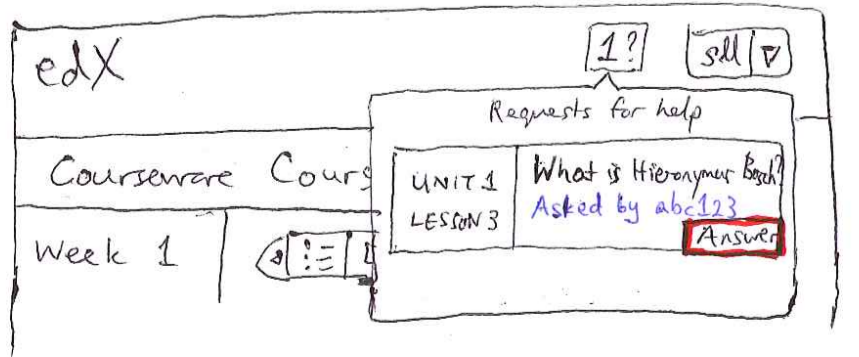 edX
1?
sll
Requests for help
Courseware Cours
UNIT 1
LESSON 3
What is Hieronymus Bosch?
Asked by abc123
Answer
Week 1